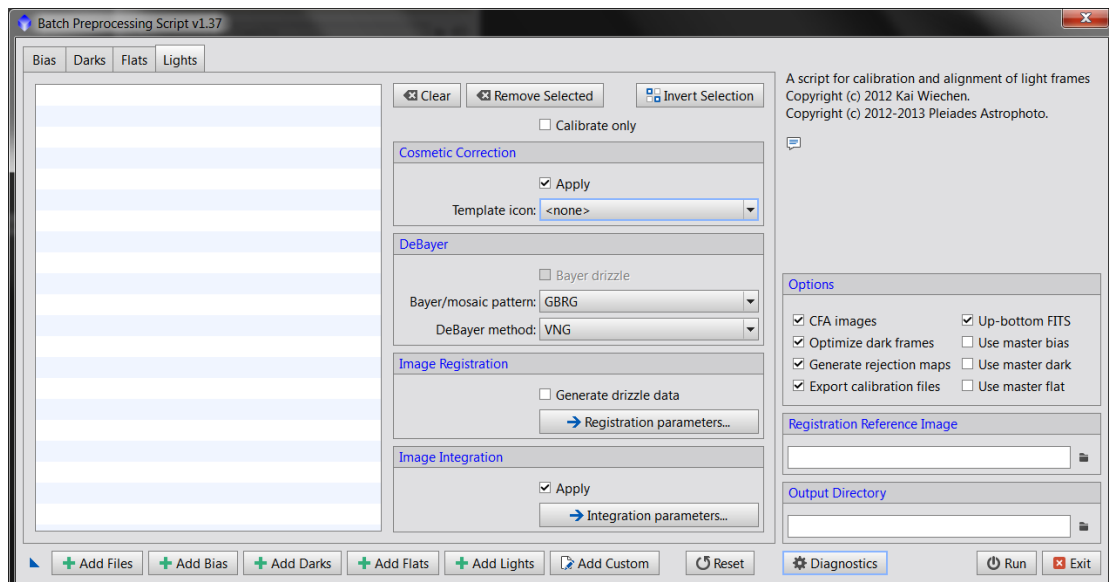 Batch Preprocessing Script v1.37
Bias Darks Flats Lights
Clear Remove Selected Invert Selection
Calibrate only
Cosmetic Correction
Apply
Template icon: <none>
DeBayer
Bayer drizzle
Bayer/mosaic pattern: GBRG
DeBayer method: VNG
Image Registration
Generate drizzle data
Registration parameters...
Image Integration
Apply
Integration parameters...
A script for calibration and alignment of light frames
Copyright (c) 2012 Kai Wiechen.
Copyright (c) 2012-2013 Pleiades Astrophoto.
Options
CFA images Up-bottom FITS
Optimize dark frames Use master bias
Generate rejection maps Use master dark
Export calibration files Use master flat
Registration Reference Image
Output Directory
Add Files Add Bias Add Darks Add Flats Add Lights Add Custom Reset Diagnostics Run Exit